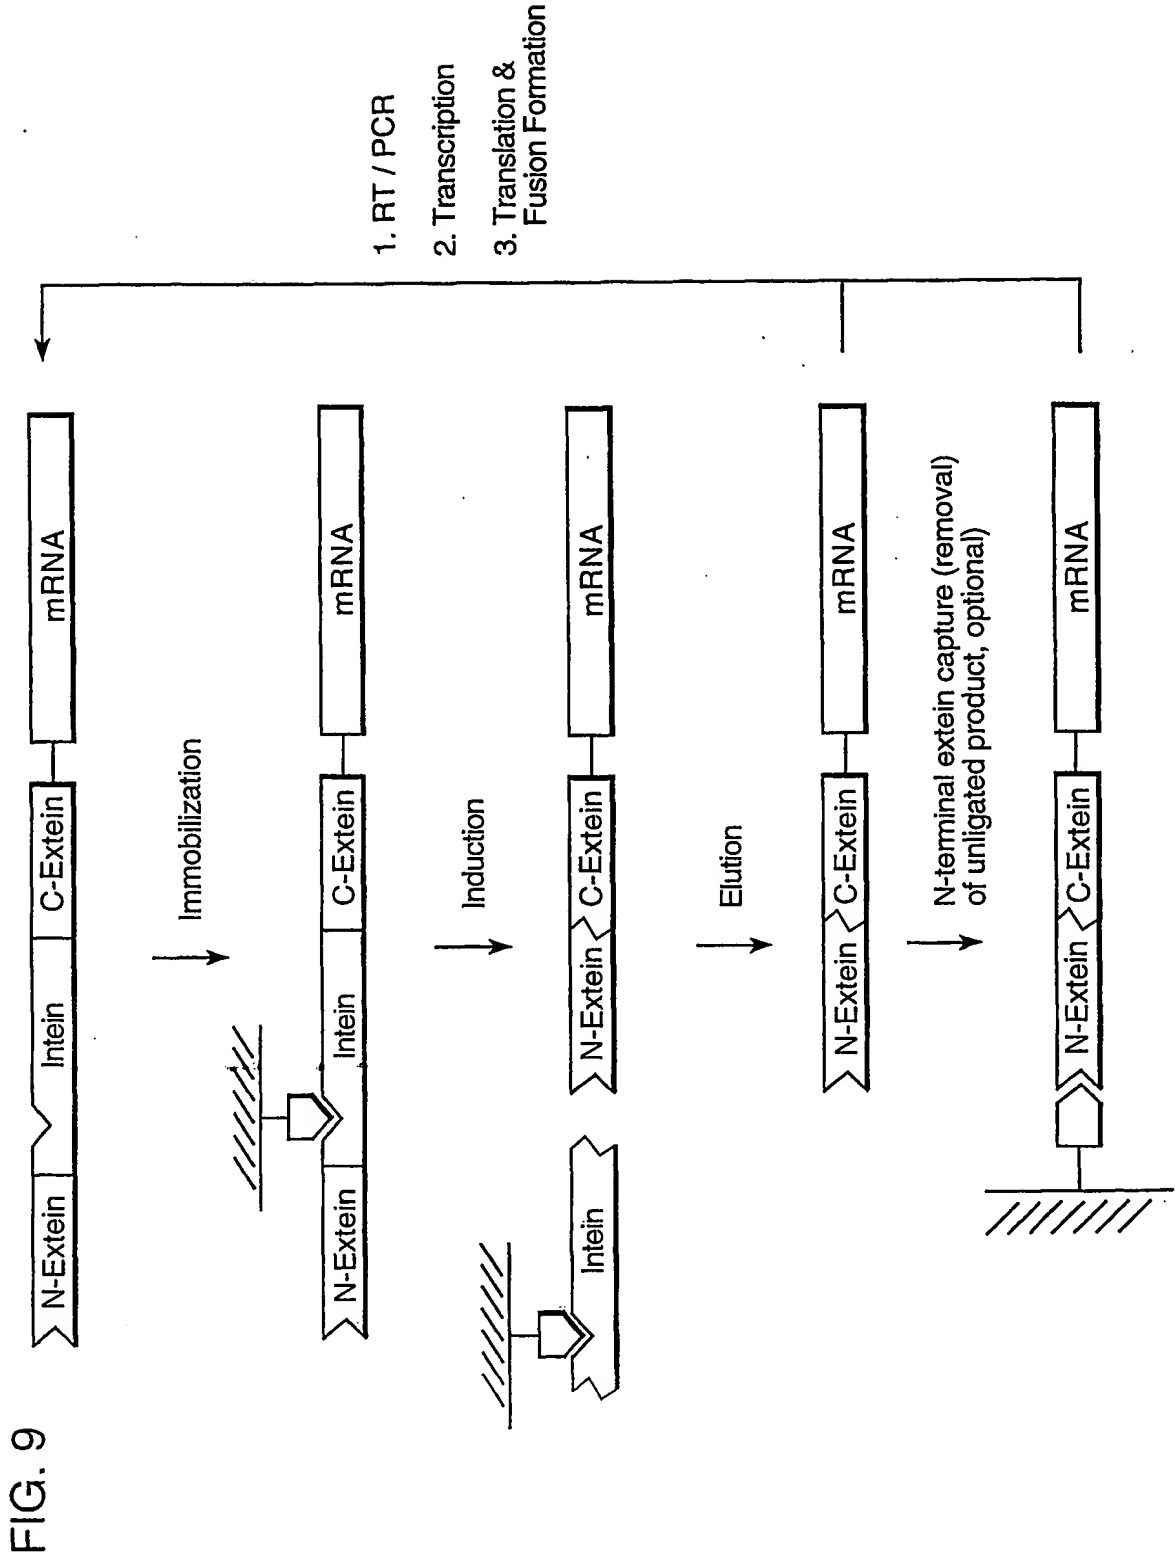 FIG. 9
N-Extein Intein C-Extein mRNA
Immobilization
N-Extein Intein C-Extein mRNA
Induction
Intein N-Extein C-Extein mRNA
Elution
N-Extein C-Extein mRNA
N-terminal extein capture (removal
of unligated product, optional)
N-Extein C-Extein mRNA
1. RT / PCR
2. Transcription
3. Translation &
Fusion Formation